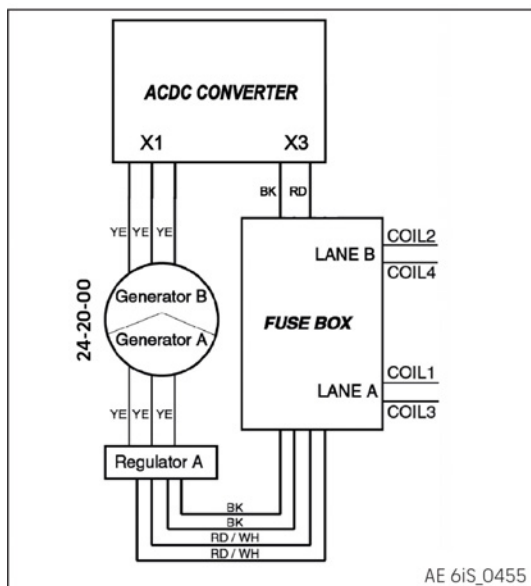 ACDC CONVERTER
X1 X3
BK RD
YE YE YE
COIL2
LANE B
COIL4
24-20-00
Generator B
Generator A
FUSE BOX
COIL1
LANE A
COIL3
YE YE YE
Regulator A
BK
BK
RD / WH
RD / WH
AE 6iS_0455